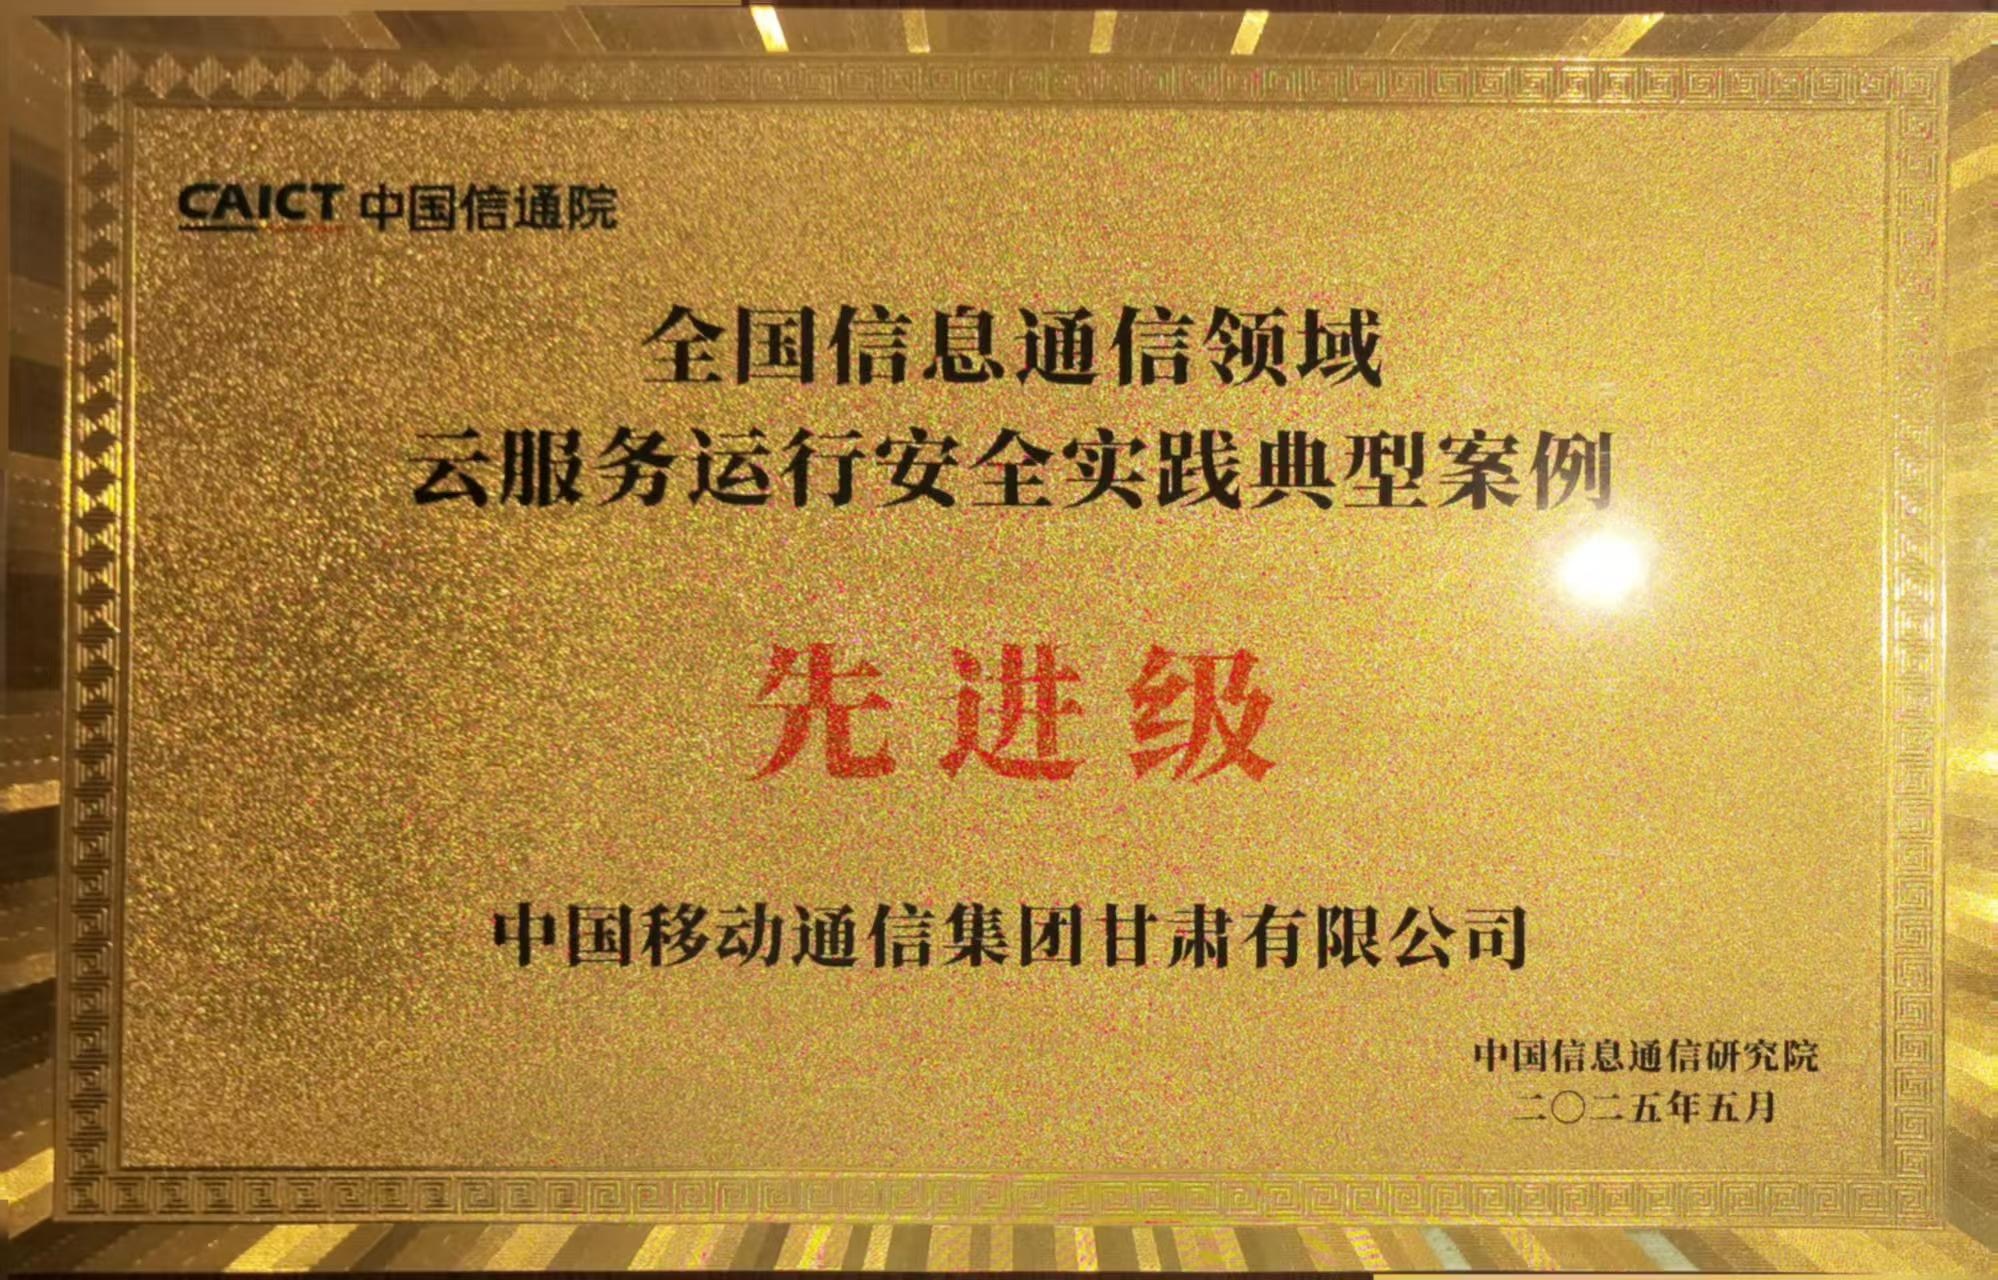 CAICT 中国信通院
全国信息通信领域
云服务运行安全实践典型案例
先进级
中国移动通信集团甘肃有限公司
中国信息通信研究院
二〇二五年五月